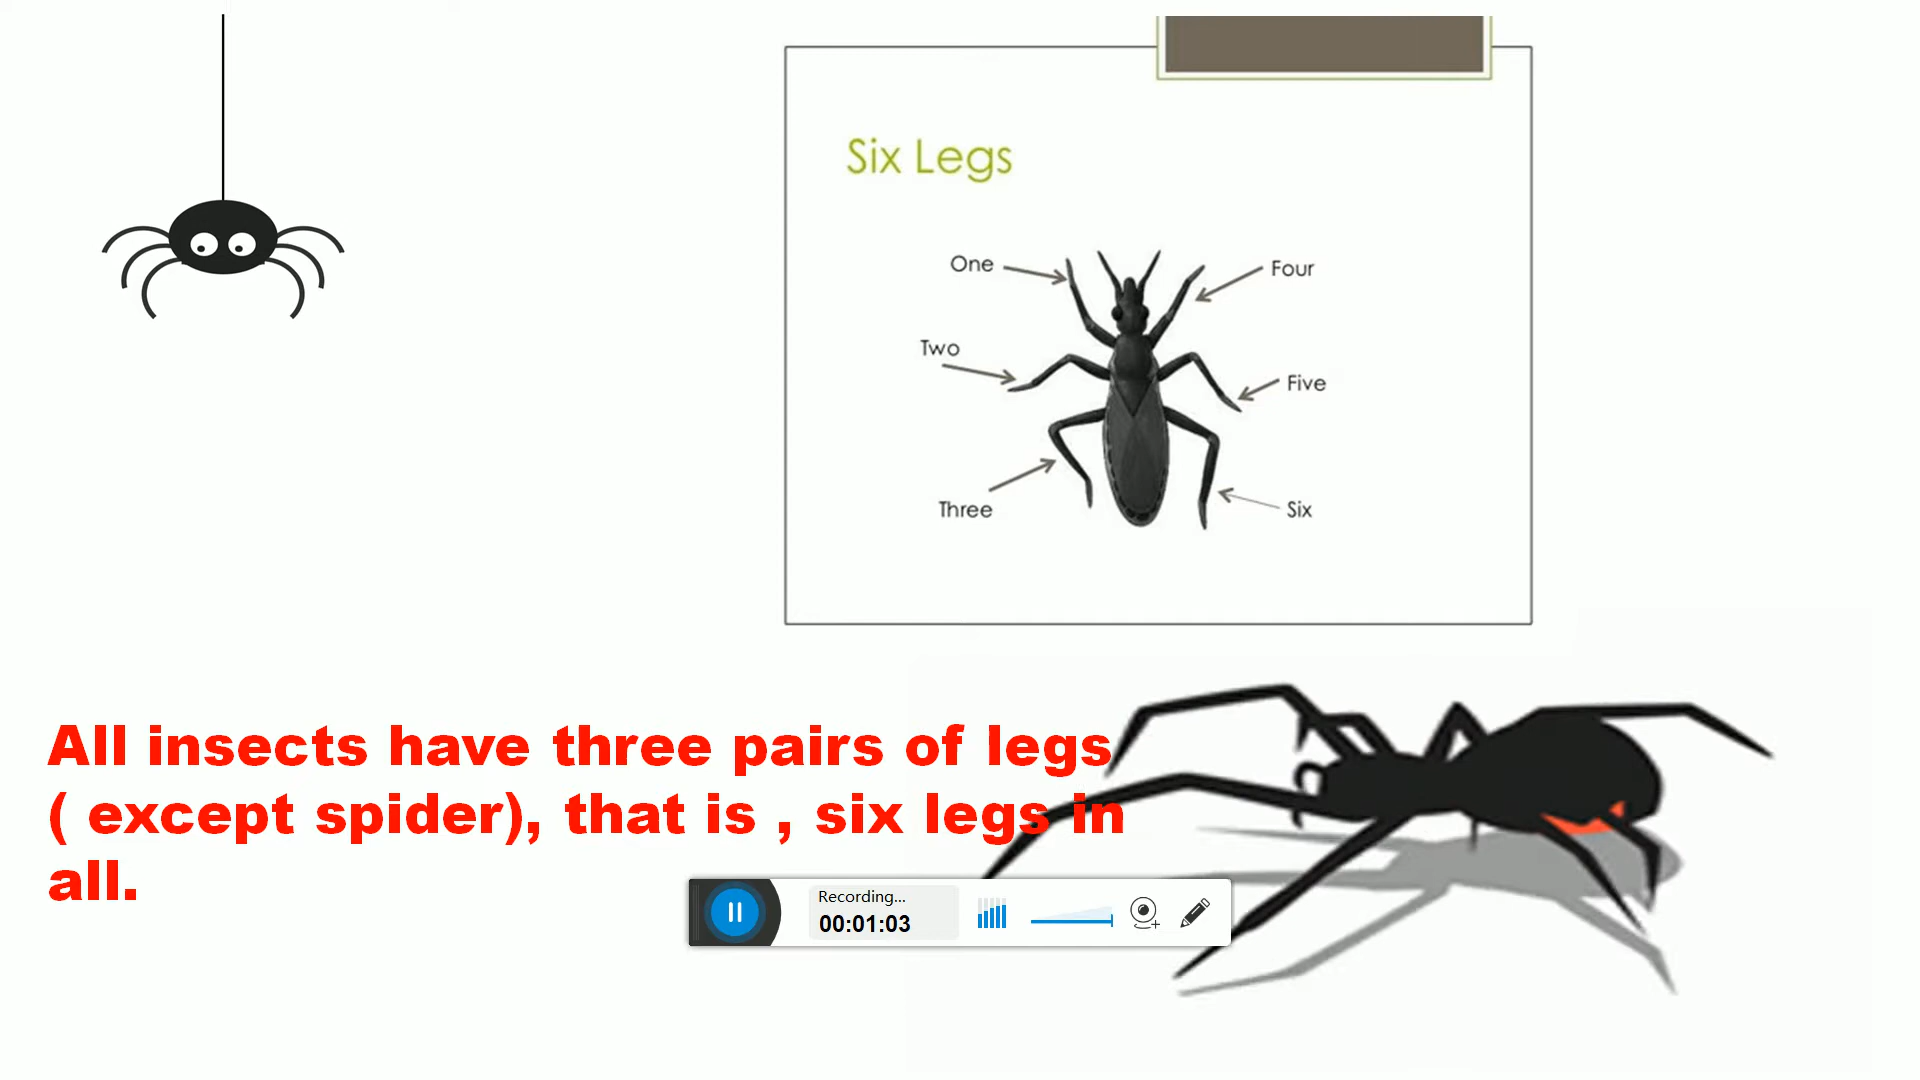 Six Legs
One
Four
Two
Five
Three
Six
All insects have three pairs of legs
( except spider), that is , six legs in
all.
Recording...
00:01:03